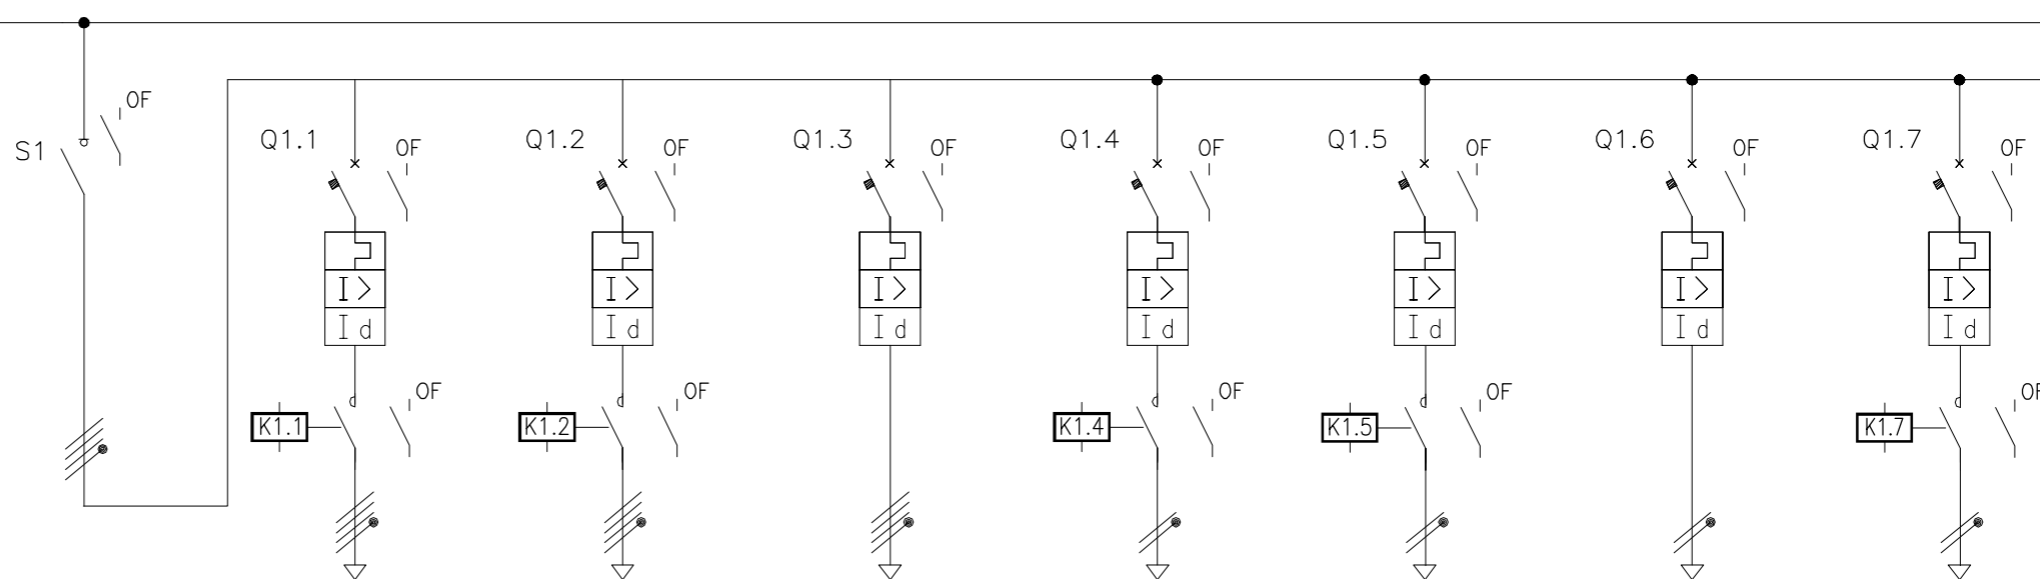 OF
S1
Q1.1 OF Q1.2 OF Q1.3 OF Q1.4 OF Q1.5 OF Q1.6 OF Q1.7 OF
I> I> I> I> I> I> I>
Id Id Id Id Id Id Id
OF OF OF OF OF
K1.1 K1.2 K1.4 K1.5 K1.7